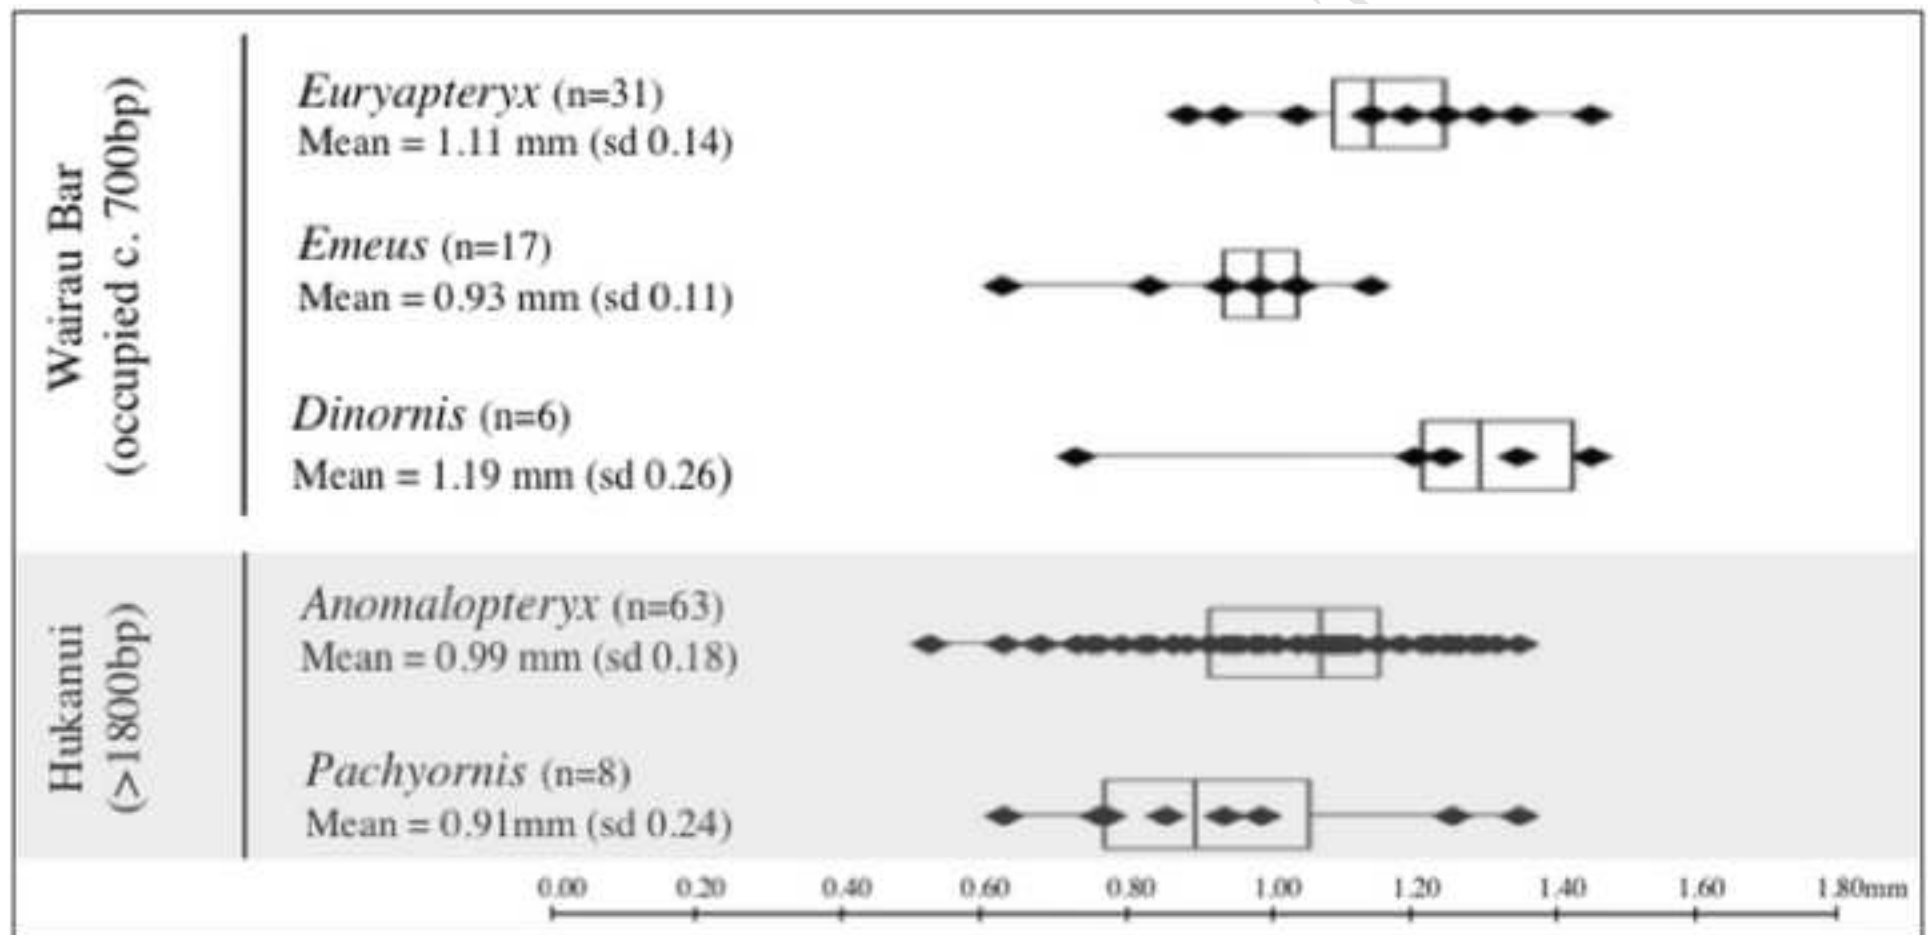 Wairau Bar
(occupied c. 700bp)
Euryapteryx (n=31)
Mean = 1.11 mm (sd 0.14)
Emeus (n=17)
Mean = 0.93 mm (sd 0.11)
Dinornis (n=6)
Mean = 1.19 mm (sd 0.26)
Hukanui
(>1800bp)
Anomalopteryx (n=63)
Mean = 0.99 mm (sd 0.18)
Pachyornis (n=8)
Mean = 0.91mm (sd 0.24)
0.00 0.20 0.40 0.60 0.80 1.00 1.20 1.40 1.60 1.80mm